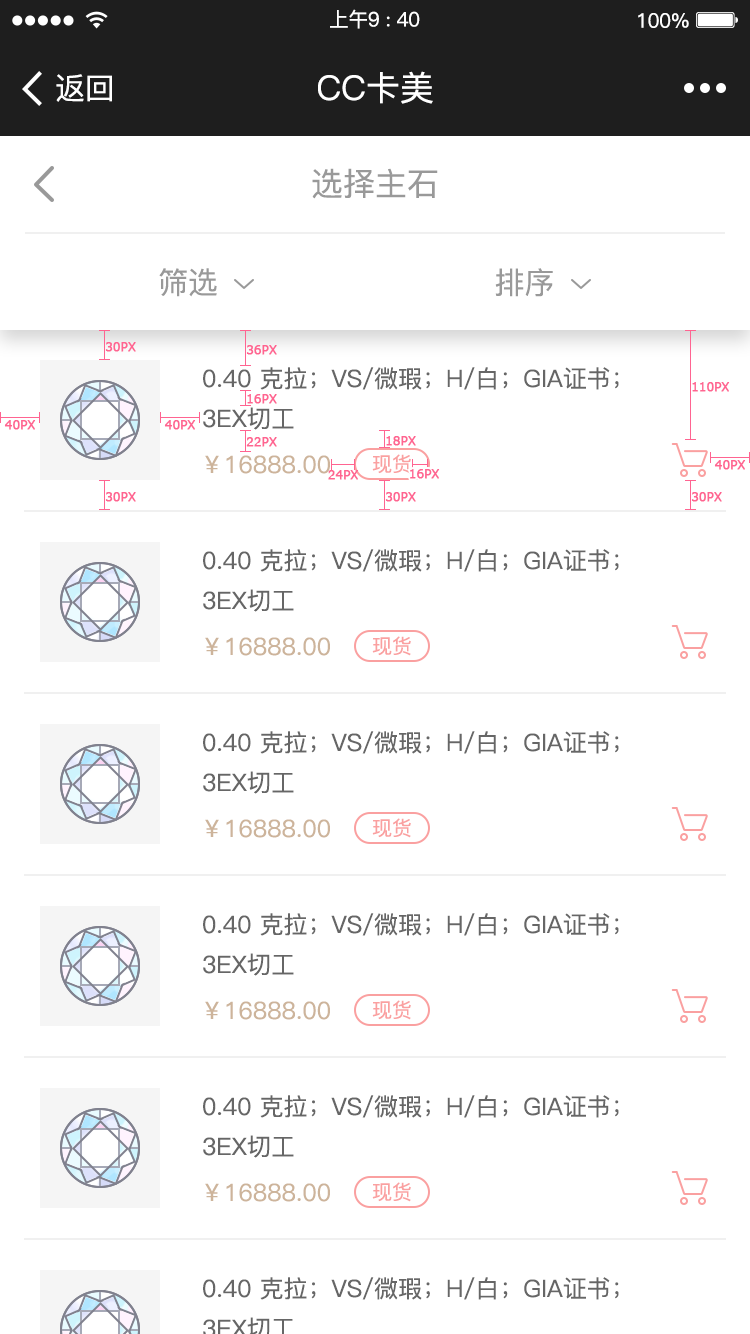 上午9 : 40
100%
返回
CC卡美
选择主石
筛选
排序
30PX
36PX
0.40 克拉；VS/微瑕；H/白；GIA证书；
110PX
16PX
40PX
40PX
3EX切工
22PX
18PX
￥16888.00
现货
24PX
16PX
40PX
30PX
30PX
30PX
0.40 克拉；VS/微瑕；H/白；GIA证书；
3EX切工
￥16888.00
现货
0.40 克拉；VS/微瑕；H/白；GIA证书；
3EX切工
￥16888.00
现货
0.40 克拉；VS/微瑕；H/白；GIA证书；
3EX切工
￥16888.00
现货
0.40 克拉；VS/微瑕；H/白；GIA证书；
3EX切工
￥16888.00
现货
0.40 克拉；VS/微瑕；H/白；GIA证书；
3EX切工